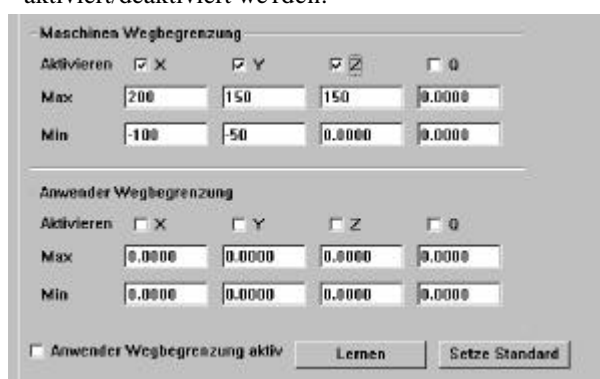 aktiviert/deaktiviert werden.
Maschinen Wegbegrenzung
Aktivieren X Y Z Q
Max 200 150 150 0.0000
Min -100 -50 0.0000 0.0000
Anwender Wegbegrenzung
Aktivieren X Y Z Q
Max 0.0000 0.0000 0.0000 0.0000
Min 0.0000 0.0000 0.0000 0.0000
Anwender Wegbegrenzung aktiv Lernen Setze Standard